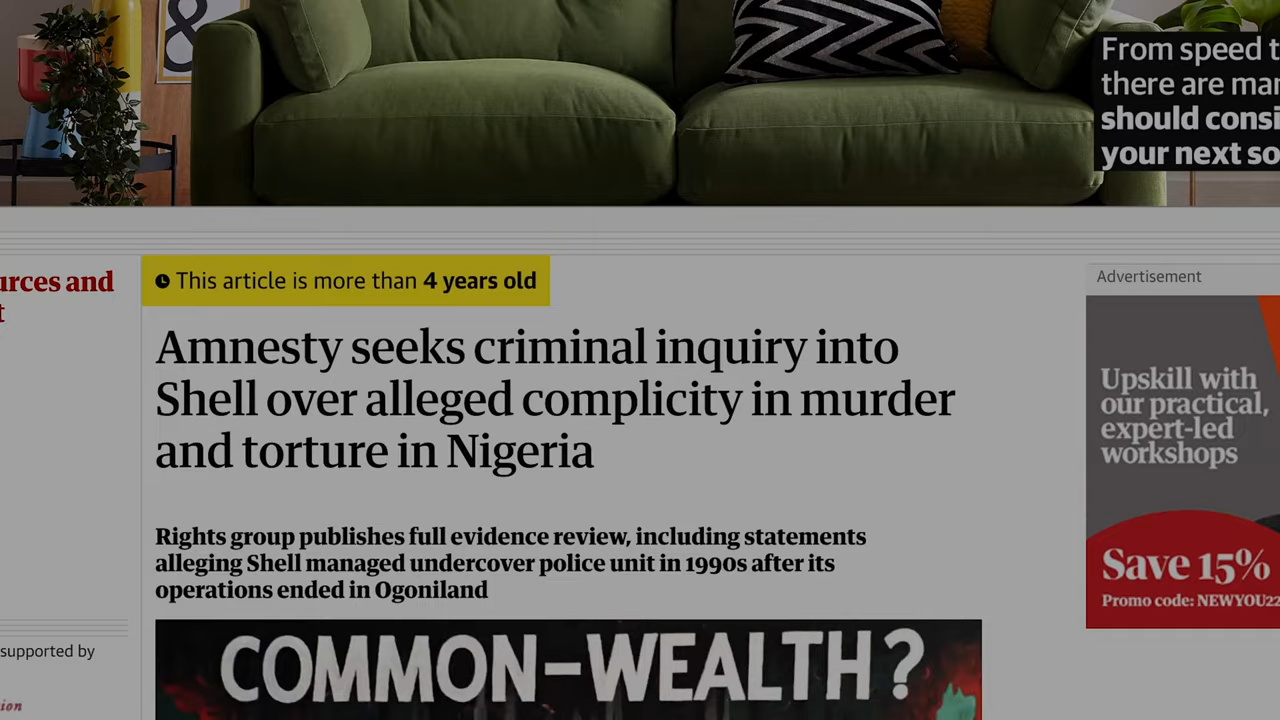 &
From speed t
there are mar
should consi
your next so
urces and
t
This article is more than 4 years old
Advertisement
Amnesty seeks criminal inquiry into
Shell over alleged complicity in murder
and torture in Nigeria
Upskill with
our practical,
expert-led
workshops
Rights group publishes full evidence review, including statements
alleging Shell managed undercover police unit in 1990s after its
operations ended in Ogoniland
Save 15%
Promo code: NEWYOU22
COMMON-WEALTH?
supported by
ion